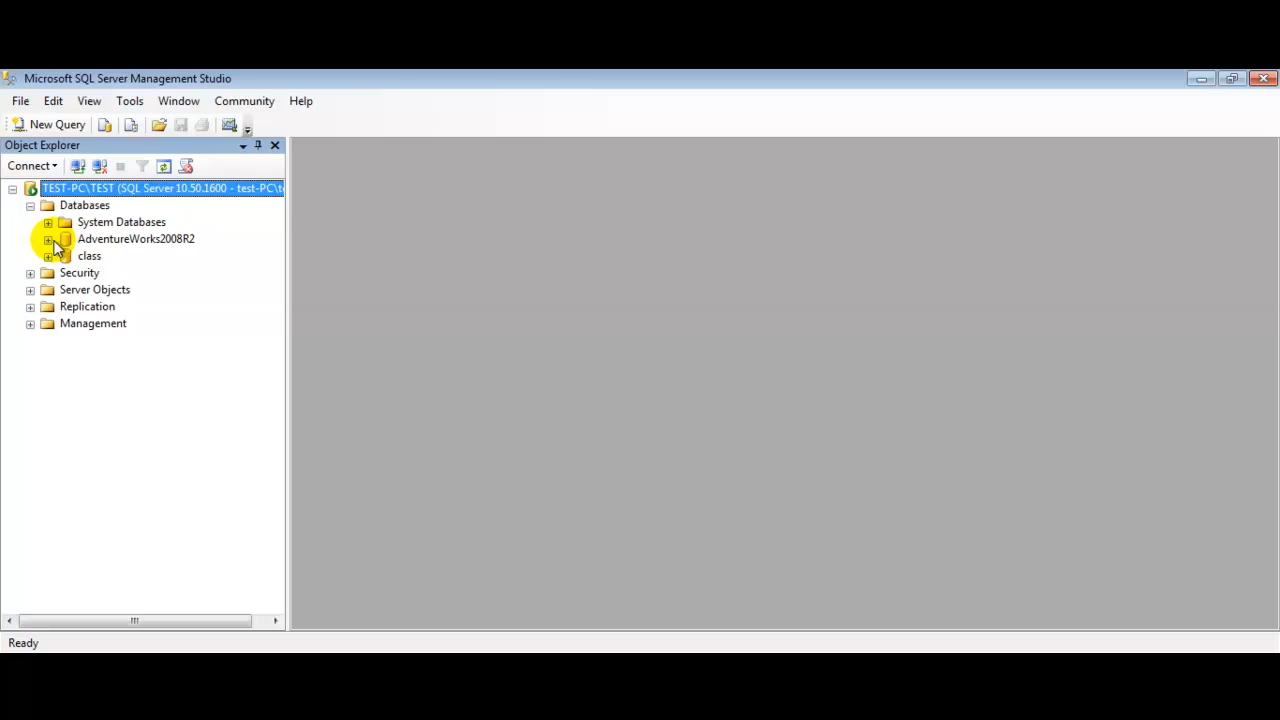 Microsoft SQL Server Management Studio
File Edit View Tools Window Community Help
New Query
Object Explorer
Connect
TEST-PC\TEST (SQL Server 10.50.1600 - test-PC\t
Databases
System Databases
AdventureWorks2008R2
class
Security
Server Objects
Replication
Management
Ready